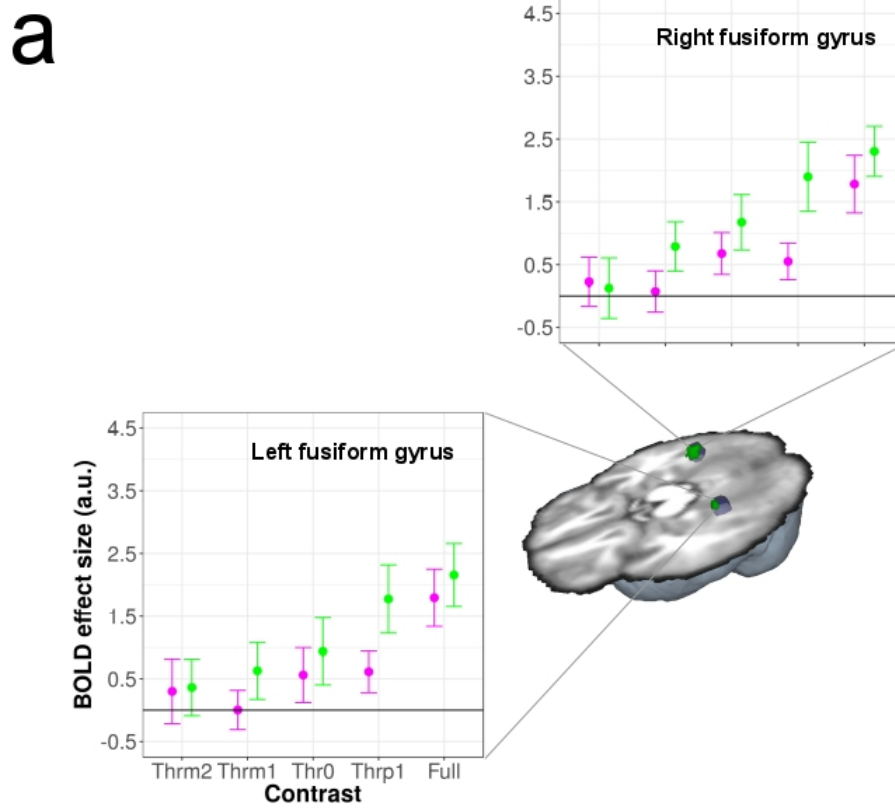 a
4.5
Right fusiform gyrus
3.5
2.5
1.5
0.5
-0.5
4.5
Left fusiform gyrus
3.5
2.5
1.5
0.5
-0.5
BOLD effect size (a.u.)
Thrm2 Thrm1 Thr0 Thrp1 Full
Contrast